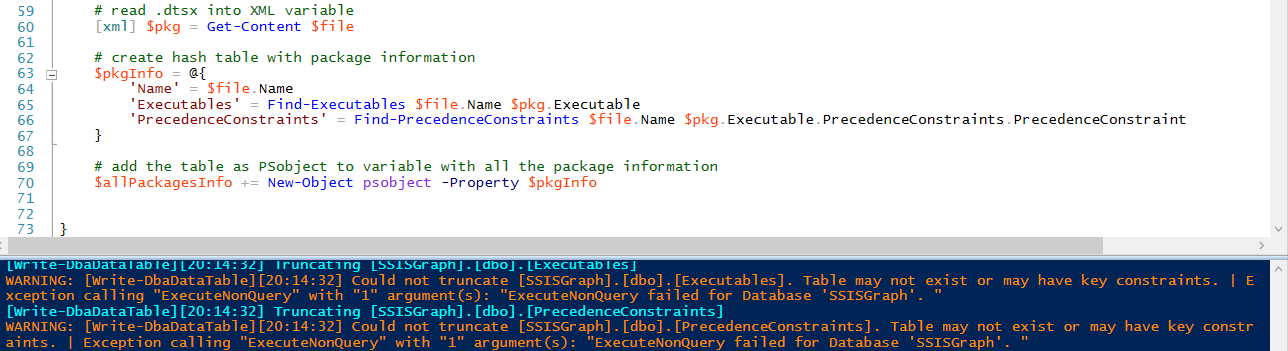 59 # read .dtsx into XML variable
60 [xml] $pkg = Get-Content $file
61
62 # create hash table with package information
63 $pkgInfo = @{
64 'Name' = $file.Name
65 'Executables' = Find-Executables $file.Name $pkg.Executable
66 'PrecedenceConstraints' = Find-PrecedenceConstraints $file.Name $pkg.Executable.PrecedenceConstraints.PrecedenceConstraint
67 }
68
69 # add the table as PSobject to variable with all the package information
70 $allPackagesInfo += New-Object psobject -Property $pkgInfo
71
72
73 }
[Write-DbaDataTable][20:14:32] Truncating [SSISGraph].[dbo].[Executables]
WARNING: [Write-DbaDataTable][20:14:32] Could not truncate [SSISGraph].[dbo].[Executables]. Table may not exist or may have key constraints. | E
xception calling "ExecuteNonQuery" with "1" argument(s): "ExecuteNonQuery failed for Database 'SSISGraph'. "
[Write-DbaDataTable][20:14:32] Truncating [SSISGraph].[dbo].[PrecedenceConstraints]
WARNING: [Write-DbaDataTable][20:14:32] Could not truncate [SSISGraph].[dbo].[PrecedenceConstraints]. Table may not exist or may have key constr
aints. | Exception calling "ExecuteNonQuery" with "1" argument(s): "ExecuteNonQuery failed for Database 'SSISGraph'. "